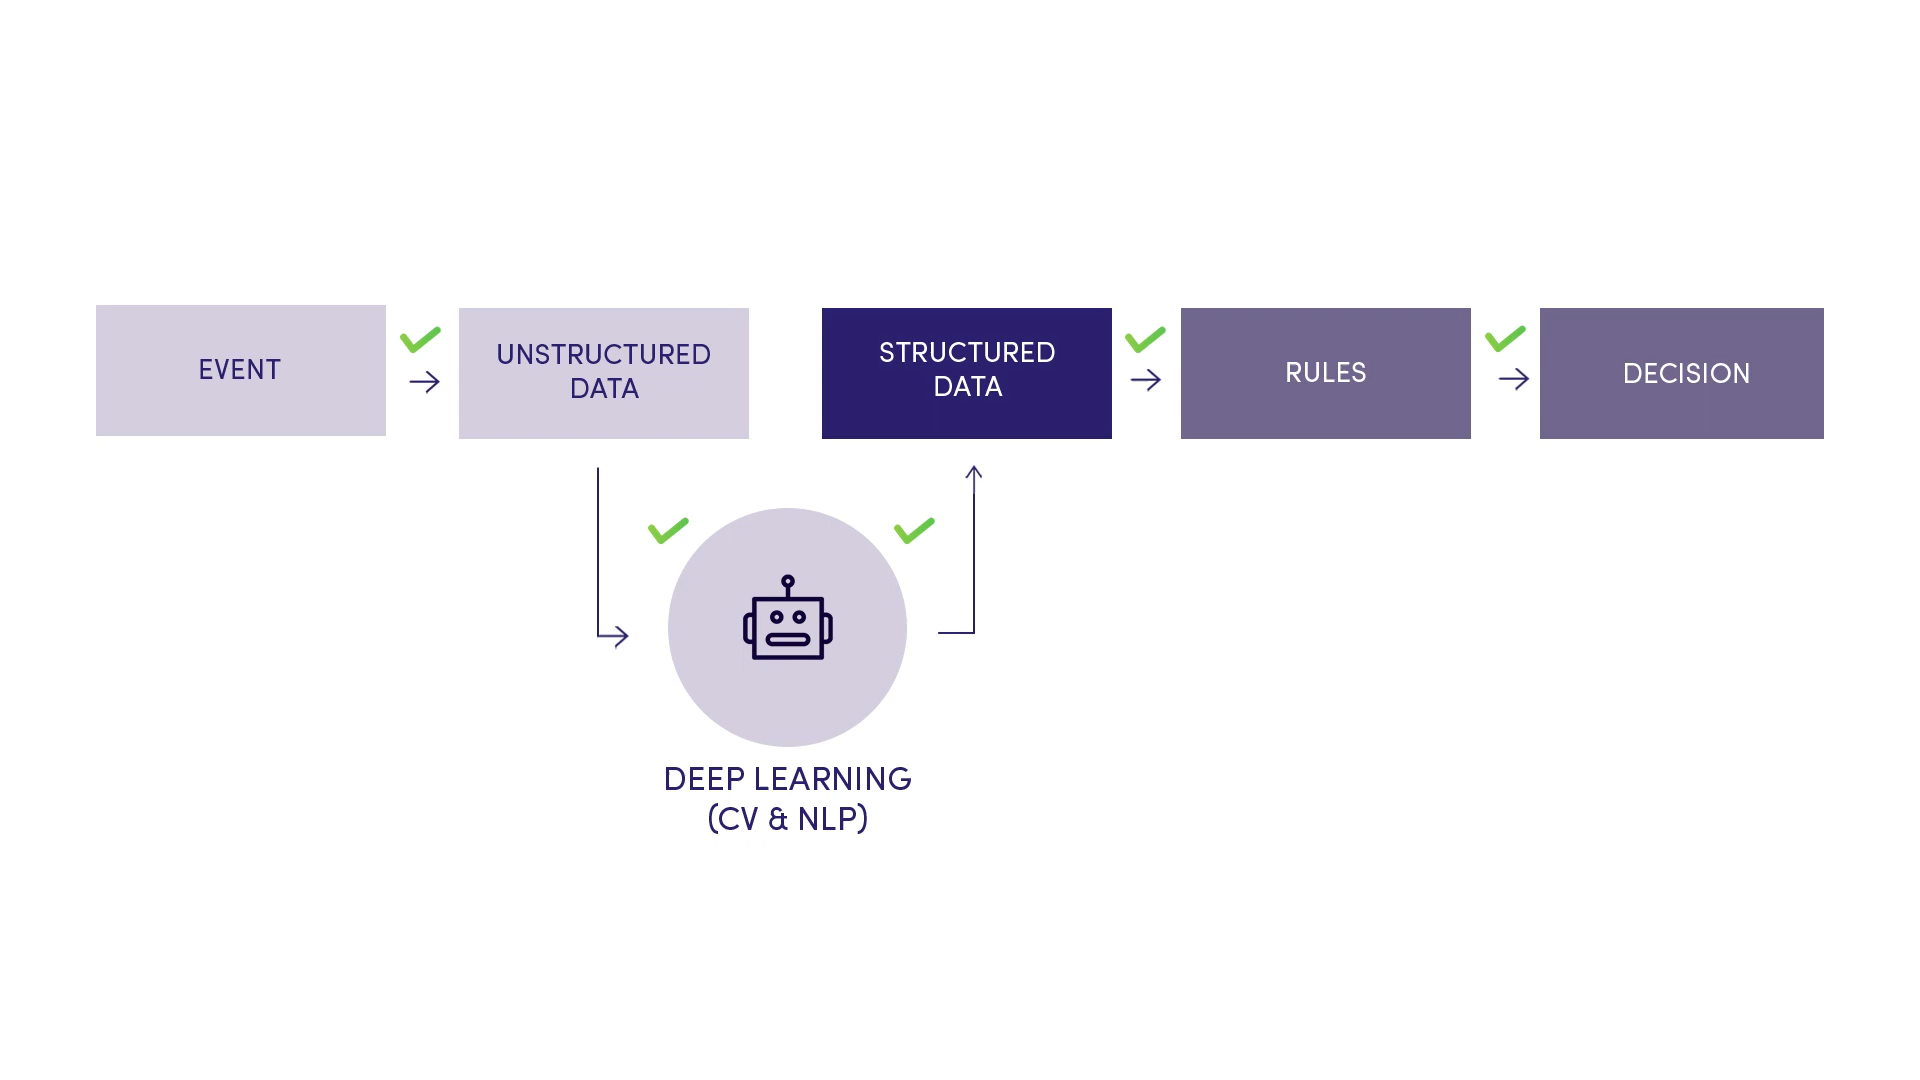 EVENT
UNSTRUCTURED
DATA
STRUCTURED
DATA
RULES
DECISION
DEEP LEARNING
(CV & NLP)